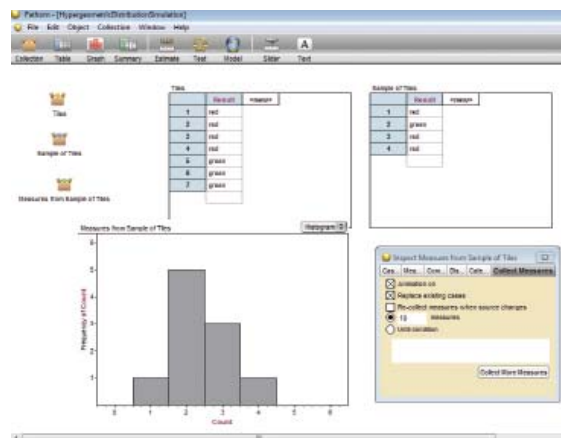 Fathom - [HypergeometricDistributionSimulation]
File Edit Object Collection Window Help
Collection Table Graph Summary Estimate Test Model Slider Text
Tiles
Sample of Tiles
Measures from Sample of Tiles
Tiles
Result <new>
1 red
2 red
3 red
4 red
5 green
6 green
7 green
Sample of Tiles
Result <new>
1 red
2 green
3 red
4 red
Measures from Sample of Tiles
Histogram
Frequency of Count
6
5
4
3
2
1
0 1 2 3 4 5 6
Count
Inspect Measures from Sample of Tiles
Cas... Mea... Com... Dis... Cate... Collect Measures
Animation on
Replace existing cases
Re-collect measures when source changes
10 measures
Until condition
Collect More Measures